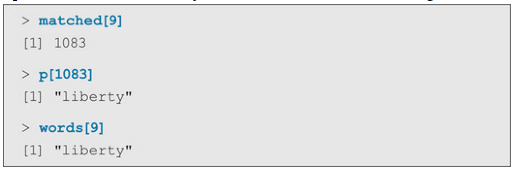 > matched[9]
[1] 1083
> p[1083]
[1] "liberty"
> words[9]
[1] "liberty"